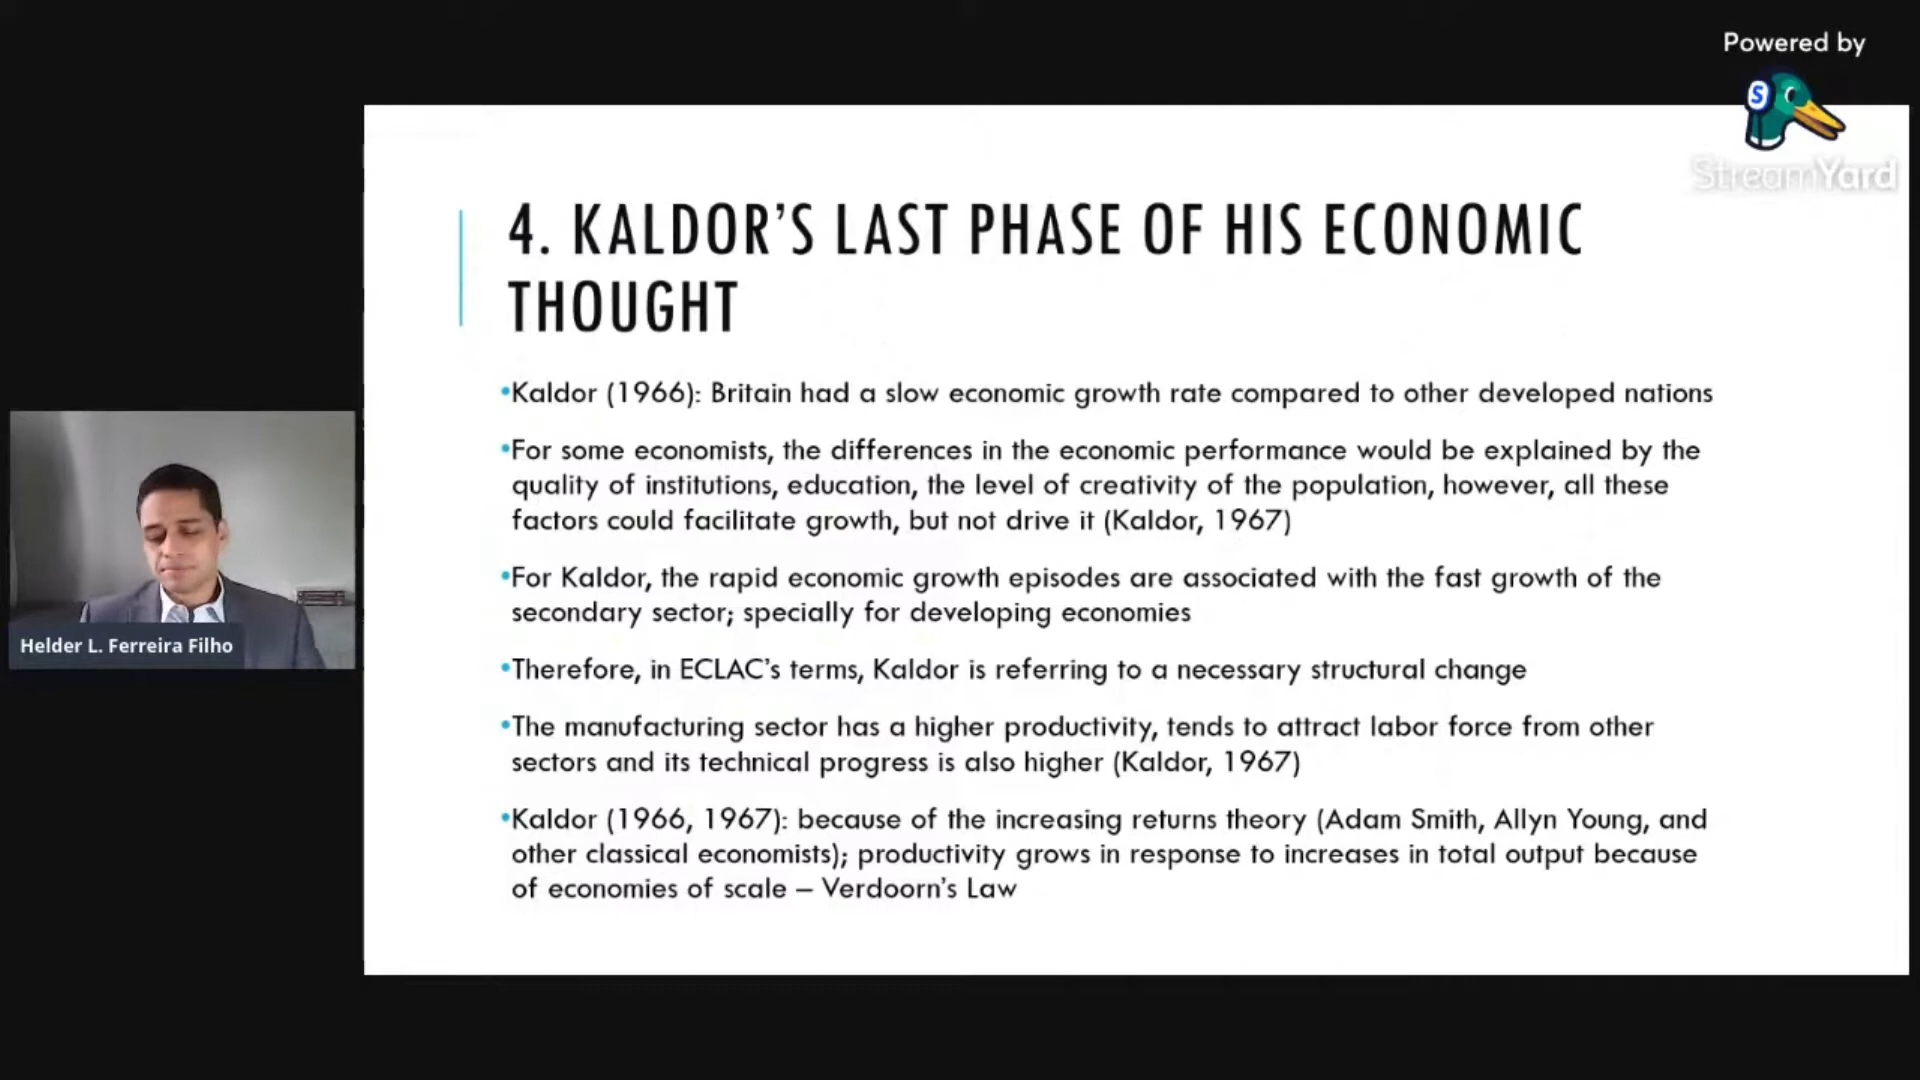 Powered by
StreamYard
4. KALDOR'S LAST PHASE OF HIS ECONOMIC
THOUGHT
•Kaldor (1966): Britain had a slow economic growth rate compared to other developed nations
•For some economists, the differences in the economic performance would be explained by the
quality of institutions, education, the level of creativity of the population, however, all these
factors could facilitate growth, but not drive it (Kaldor, 1967)
•For Kaldor, the rapid economic growth episodes are associated with the fast growth of the
secondary sector; specially for developing economies
•Therefore, in ECLAC's terms, Kaldor is referring to a necessary structural change
•The manufacturing sector has a higher productivity, tends to attract labor force from other
sectors and its technical progress is also higher (Kaldor, 1967)
•Kaldor (1966, 1967): because of the increasing returns theory (Adam Smith, Allyn Young, and
other classical economists); productivity grows in response to increases in total output because
of economies of scale – Verdoorn's Law
Helder L. Ferreira Filho